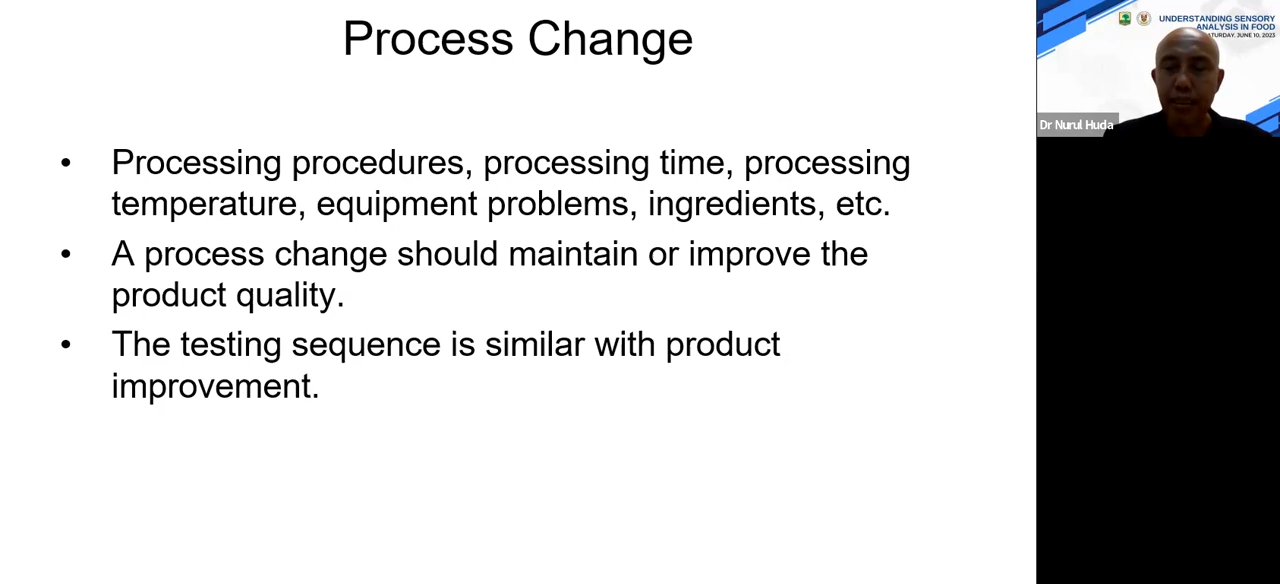 Process Change
• Processing procedures, processing time, processing
temperature, equipment problems, ingredients, etc.
• A process change should maintain or improve the
product quality.
• The testing sequence is similar with product
improvement.
UNDERSTANDING SENSORY
ANALYSIS IN FOOD
ATURDAY, JUNE 10, 2023
Dr Nurul Huda